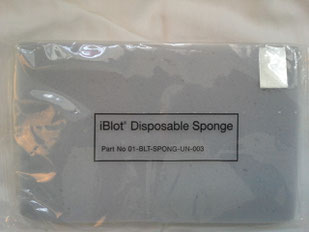 iBlot® Disposable Sponge
Part No 01-BLT-SPONG-UN-003